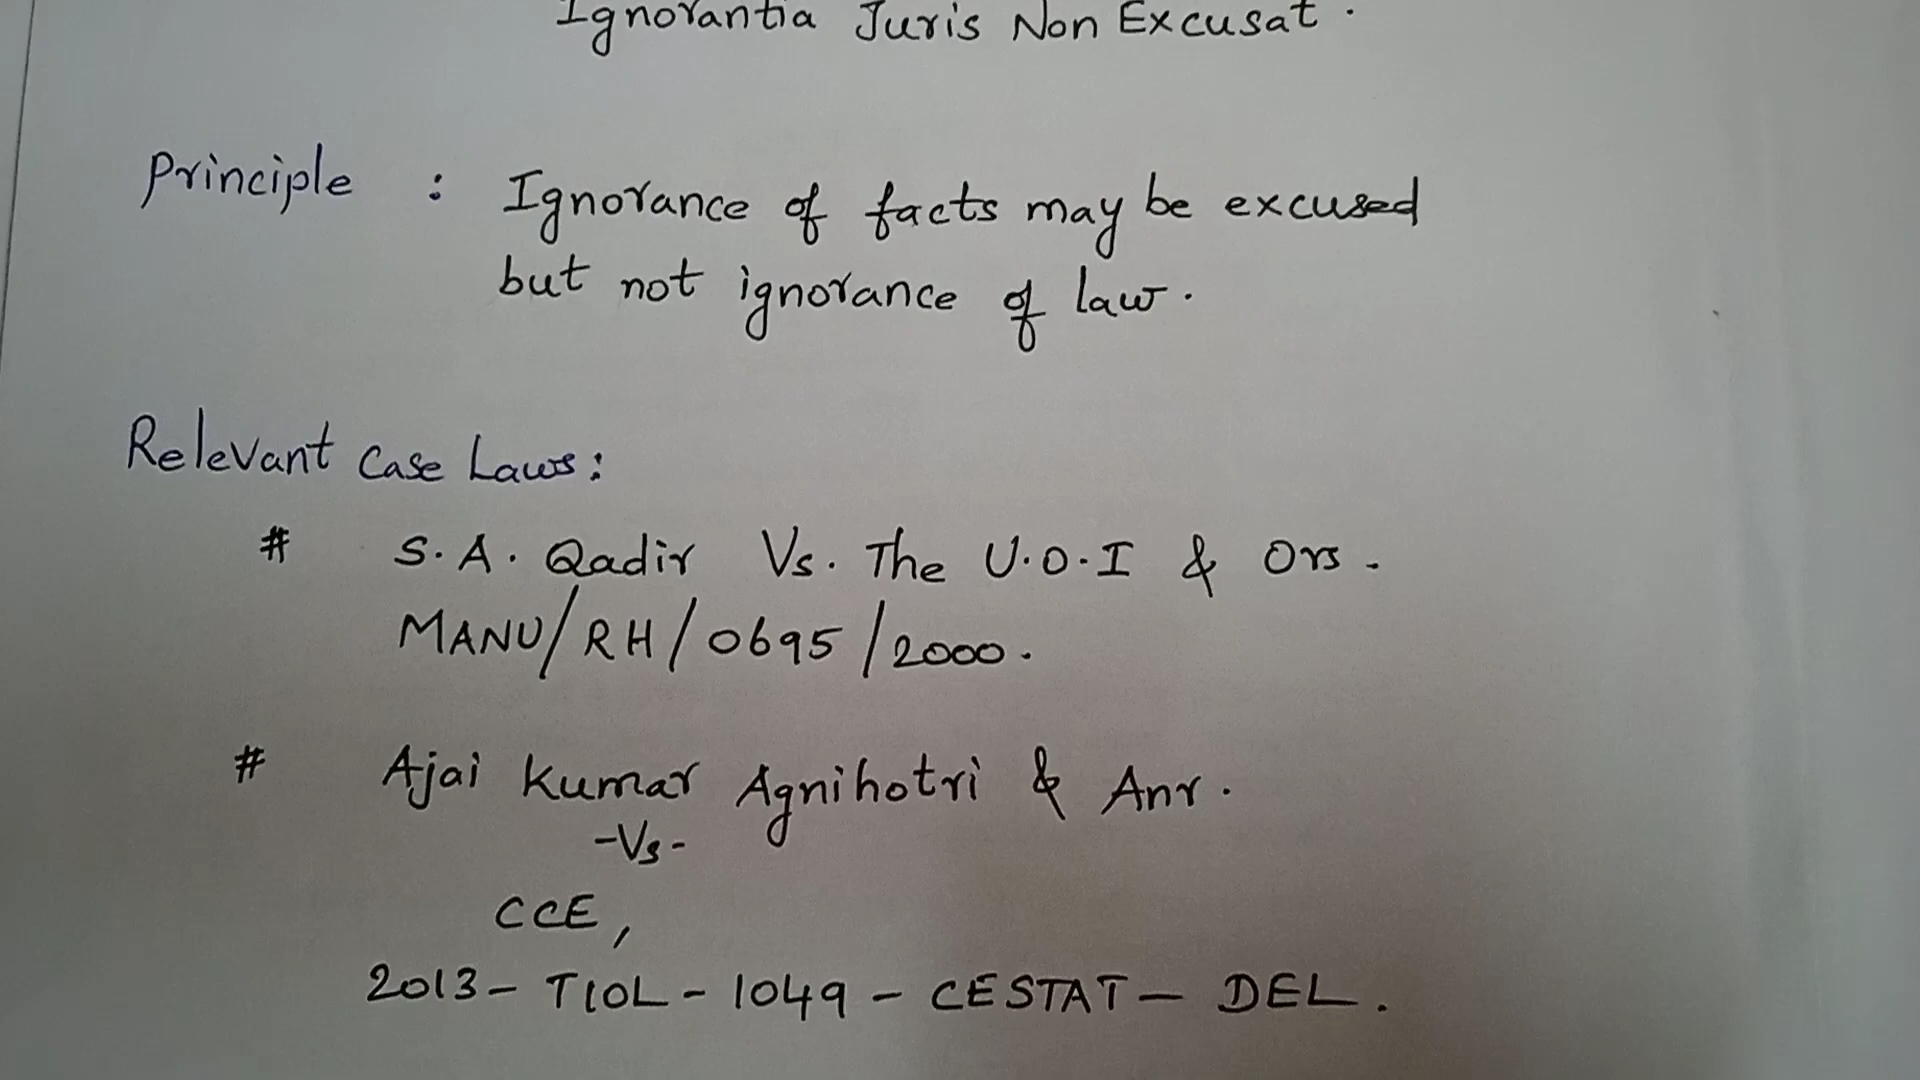 Ignorantia Juris Non Excusat.
Principle : Ignorance of facts may be excused
but not ignorance of law.
Relevant Case Laws:
# S.A. Qadir Vs. The U.O.I & Ors.
MANU/RH/0695/2000.
# Ajai Kumar Agnihotri & Anr.
-Vs-
CCE,
2013- TIOL - 1049 - CESTAT - DEL.